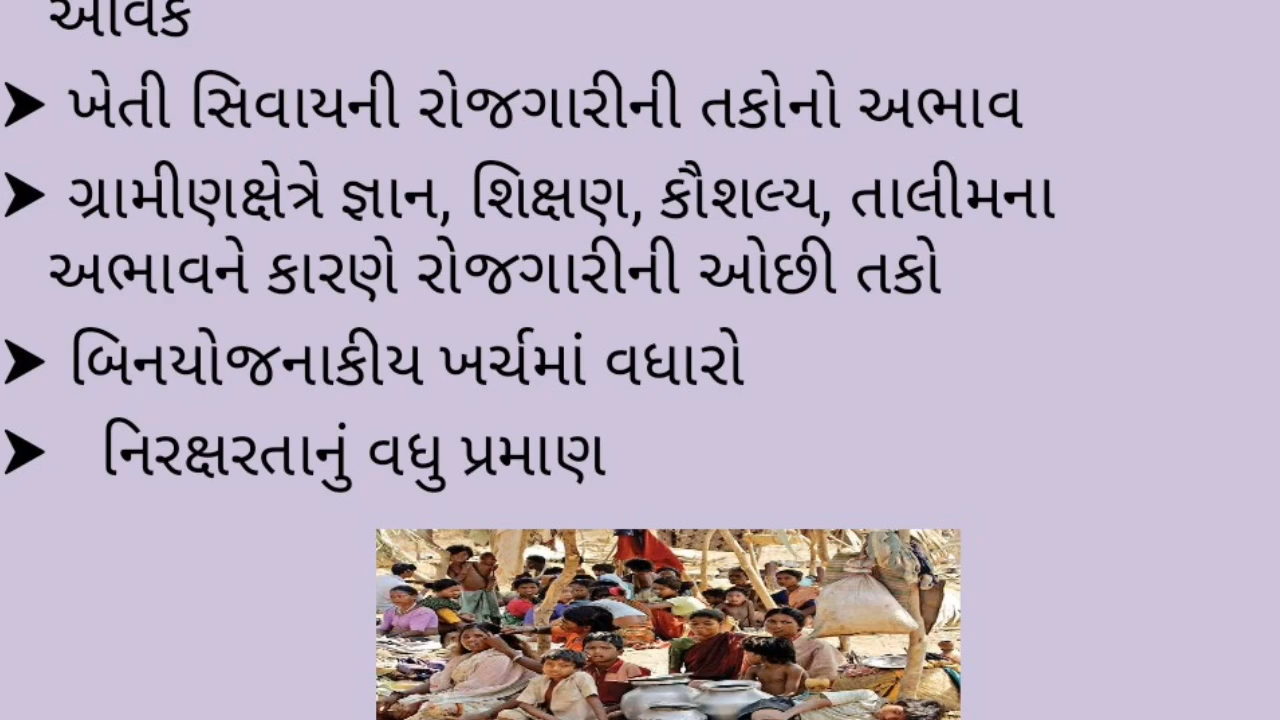 આવક
➤ ખેતી સિવાયની રોજગારીની તકોનો અભાવ
➤ ગ્રામીણક્ષેત્રે જ્ઞાન, શિક્ષણ, કૌશલ્ય, તાલીમના
અભાવને કારણે રોજગારીની ઓછી તકો
➤ બિનયોજનાકીય ખર્ચમાં વધારો
➤ નિરક્ષરતાનું વધુ પ્રમાણ